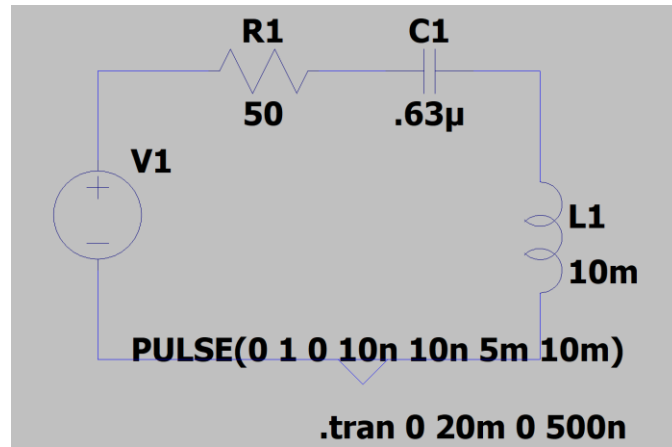 R1
C1
50
.63µ
V1
L1
10m
PULSE(0 1 0 10n 10n 5m 10m)
.tran 0 20m 0 500n